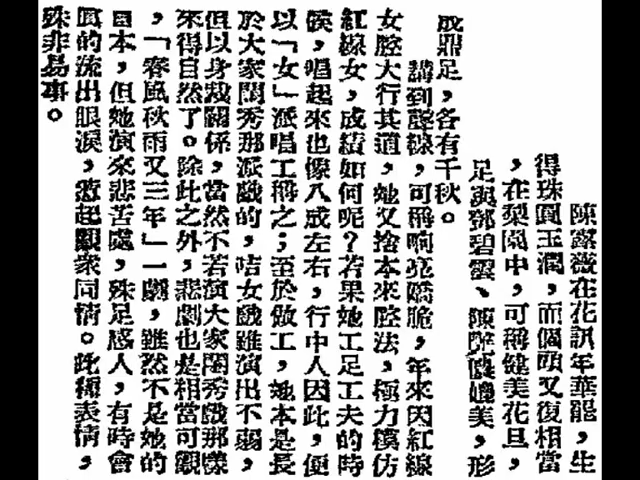 陳露薇在花訊年華龍，生
得珠圓玉潤，而個頭又復相當
，在梨園中，可稱健美花旦，
足與鄧碧雲、陳艷儂媲美，形
成鼎足，各有千秋。
講到聲線，可稱响亮嬌脆，年來因紅線
女腔大行其道，她又捨本來腔法，極力模仿
紅線女，成績如何呢？若果她工足工夫的時
候，唱起來也像八成左右，行中人因此，便
以「女」派唱工稱之；至於做工，她本是長
於大家閨秀那派戲的，咭女戲雖演出不弱，
但以身裁關係，當然不若演大家閨秀戲那樣
來得自然了。除此之外，悲劇也是相當可觀
，「春風秋雨又三年」一劇，雖然不是她的
日本，但她演來悲苦處，殊足感人，有時會
眞的流出眼淚，惹起觀衆同情。此種表情，
殊非易事。